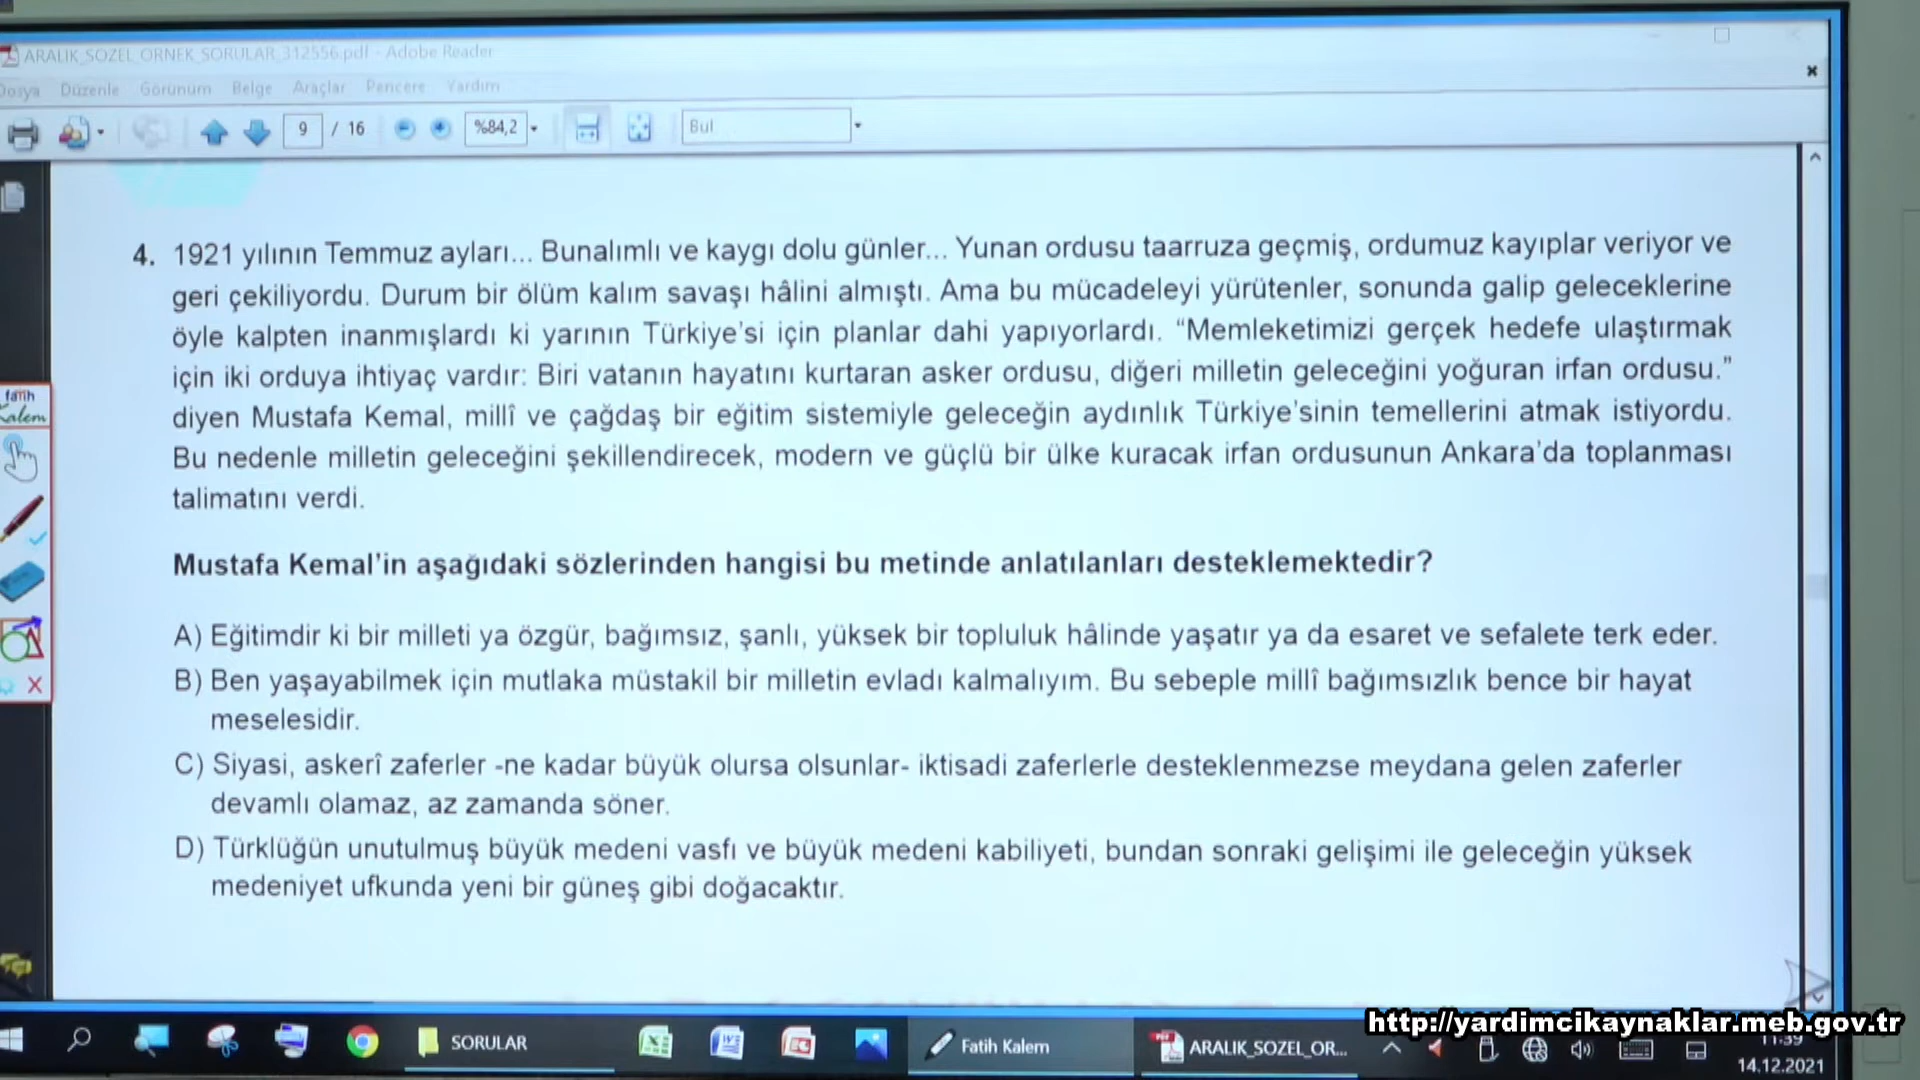 ARALIK_SOZEL_ORNEK_SORULAR_312556.pdf - Adobe Reader
Dosya Düzenle Görünüm Belge Araçlar Pencere Yardım
9 / 16 %84,2 Bul
4. 1921 yılının Temmuz ayları... Bunalımlı ve kaygı dolu günler... Yunan ordusu taarruza geçmiş, ordumuz kayıplar veriyor ve
geri çekiliyordu. Durum bir ölüm kalım savaşı hâlini almıştı. Ama bu mücadeleyi yürütenler, sonunda galip geleceklerine
öyle kalpten inanmışlardı ki yarının Türkiye'si için planlar dahi yapıyorlardı. “Memleketimizi gerçek hedefe ulaştırmak
için iki orduya ihtiyaç vardır: Biri vatanın hayatını kurtaran asker ordusu, diğeri milletin geleceğini yoğuran irfan ordusu.”
diyen Mustafa Kemal, millî ve çağdaş bir eğitim sistemiyle geleceğin aydınlık Türkiye'sinin temellerini atmak istiyordu.
Bu nedenle milletin geleceğini şekillendirecek, modern ve güçlü bir ülke kuracak irfan ordusunun Ankara'da toplanması
talimatını verdi.
Mustafa Kemal'in aşağıdaki sözlerinden hangisi bu metinde anlatılanları desteklemektedir?
A) Eğitimdir ki bir milleti ya özgür, bağımsız, şanlı, yüksek bir topluluk hâlinde yaşatır ya da esaret ve sefalete terk eder.
B) Ben yaşayabilmek için mutlaka müstakil bir milletin evladı kalmalıyım. Bu sebeple millî bağımsızlık bence bir hayat
meselesidir.
C) Siyasi, askerî zaferler -ne kadar büyük olursa olsunlar- iktisadi zaferlerle desteklenmezse meydana gelen zaferler
devamlı olamaz, az zamanda söner.
D) Türklüğün unutulmuş büyük medeni vasfı ve büyük medeni kabiliyeti, bundan sonraki gelişimi ile geleceğin yüksek
medeniyet ufkunda yeni bir güneş gibi doğacaktır.
fatih
Kalem
http://yardimcikaynaklar.meb.gov.tr
SORULAR Fatih Kalem ARALIK_SOZEL_OR... 11:39
14.12.2021